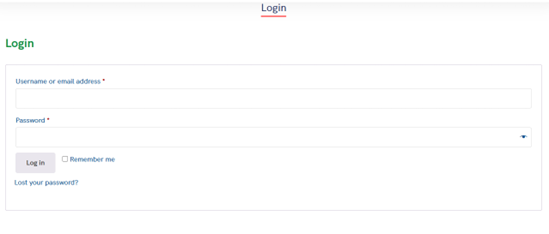 Login
Login
Username or email address *
Password *
Log in
Remember me
Lost your password?